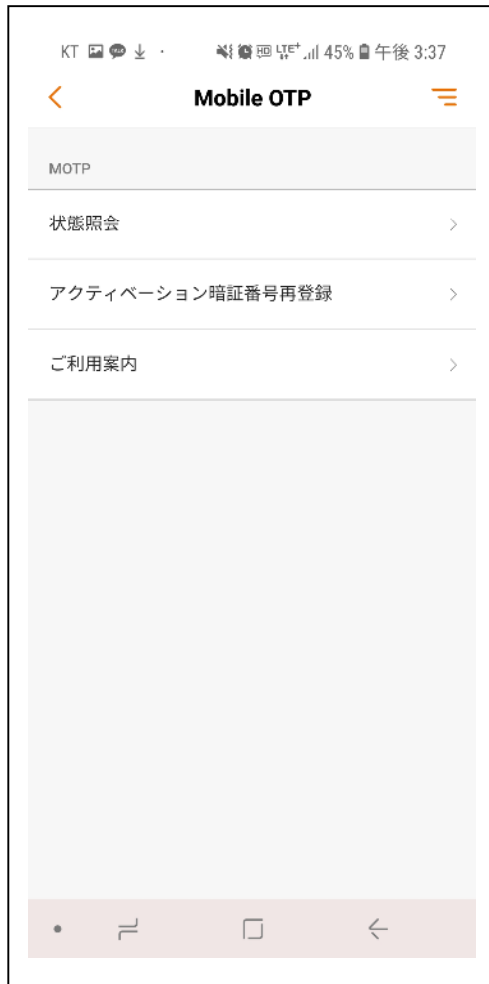 KT 45% 午後 3:37
Mobile OTP
MOTP
状態照会
アクティベーション暗証番号再登録
ご利用案内